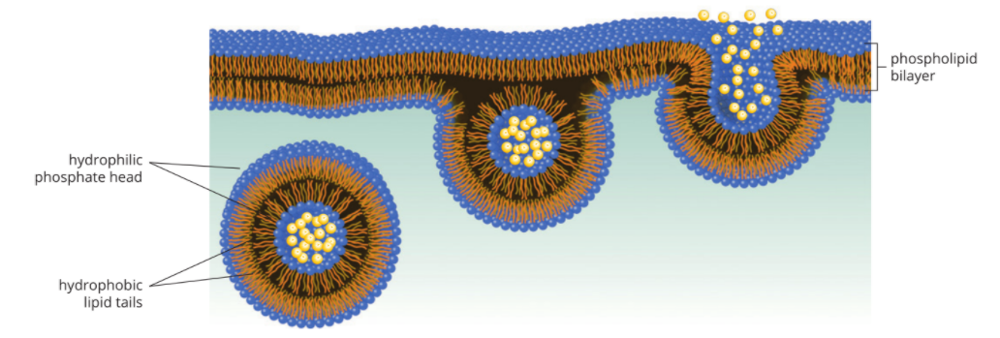 phospholipid
bilayer
hydrophilic
phosphate head
hydrophobic
lipid tails